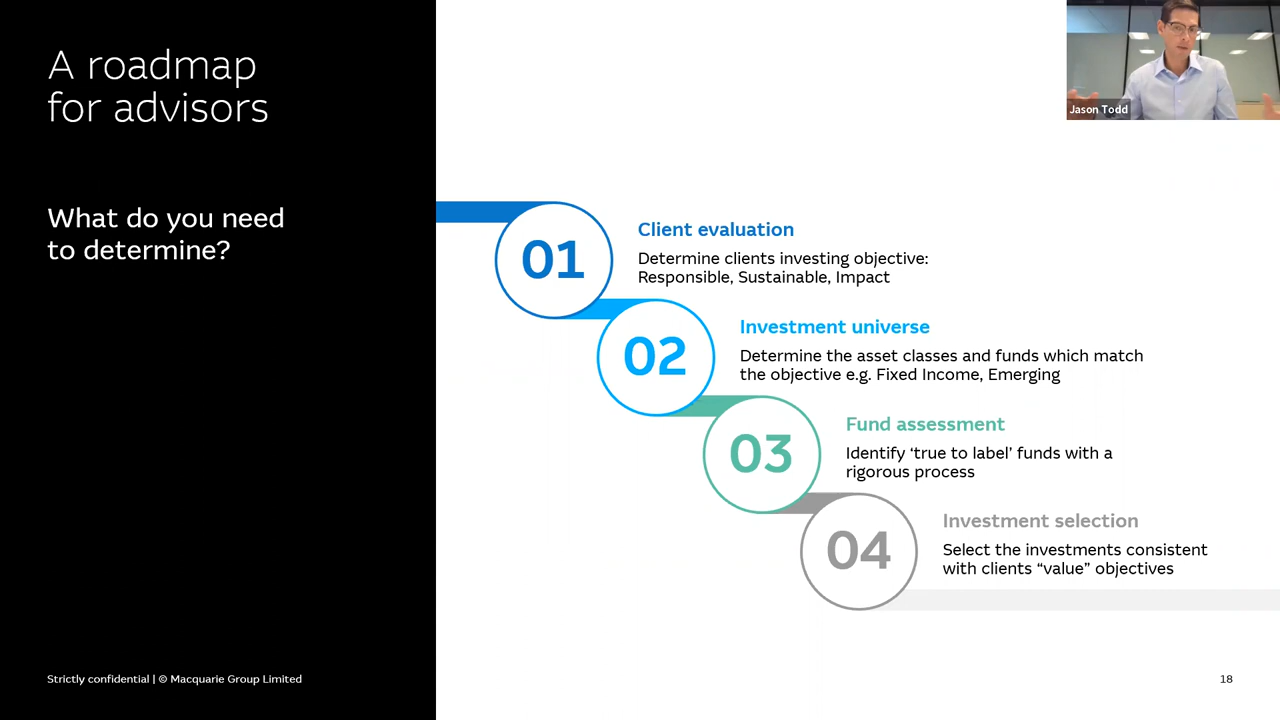 A roadmap
for advisors
What do you need
to determine?
Jason Todd
01
Client evaluation
Determine clients investing objective:
Responsible, Sustainable, Impact
02
Investment universe
Determine the asset classes and funds which match
the objective e.g. Fixed Income, Emerging
03
Fund assessment
Identify ‘true to label’ funds with a
rigorous process
04
Investment selection
Select the investments consistent
with clients “value” objectives
Strictly confidential | © Macquarie Group Limited
18